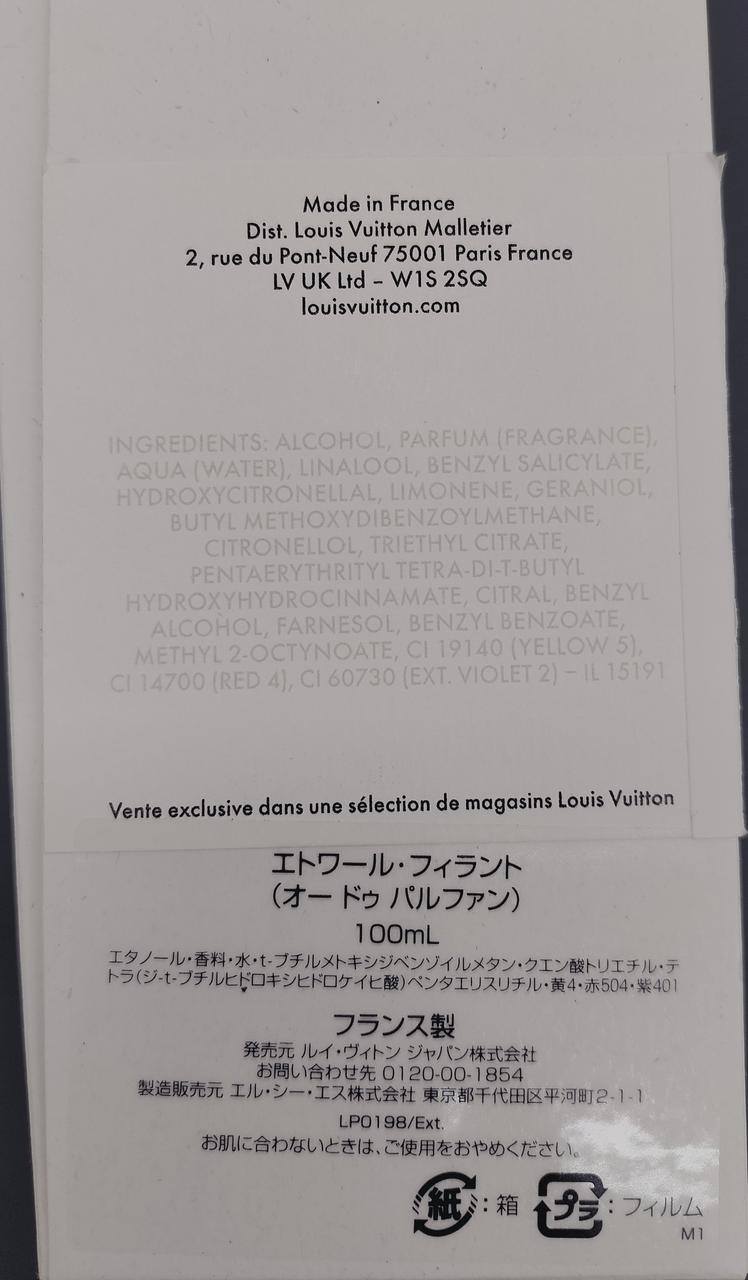 Made in France
Dist. Louis Vuitton Malletier
2, rue du Pont-Neuf 75001 Paris France
LV UK Ltd – W1S 2SQ
louisvuitton.com
INGREDIENTS: ALCOHOL, PARFUM (FRAGRANCE),
AQUA (WATER), LINALOOL, BENZYL SALICYLATE,
HYDROXYCITRONELLAL, LIMONENE, GERANIOL,
BUTYL METHOXYDIBENZOYLMETHANE,
CITRONELLOL, TRIETHYL CITRATE,
PENTAERYTHRITYL TETRA-DI-T-BUTYL
HYDROXYHYDROCINNAMATE, CITRAL, BENZYL
ALCOHOL, FARNESOL, BENZYL BENZOATE,
METHYL 2-OCTYNOATE, CI 19140 (YELLOW 5),
CI 14700 (RED 4), CI 60730 (EXT. VIOLET 2) – IL 15191
Vente exclusive dans une sélection de magasins Louis Vuitton
エトワール・フィラント
（オー ドゥ パルファン）
100mL
エタノール・香料・水・t-ブチルメトキシジベンゾイルメタン・クエン酸トリエチル・テ
トラ(ジ-t-ブチルヒドロキシヒドロケイヒ酸)ペンタエリスリチル・黄4・赤504・紫401
フランス製
発売元 ルイ・ヴィトン ジャパン株式会社
お問い合わせ先 0120-00-1854
製造販売元 エル・シー・エス株式会社 東京都千代田区平河町2-1-1
LP0198/Ext.
お肌に合わないときは、ご使用をおやめください。
紙：箱 プラ：フィルム
M1